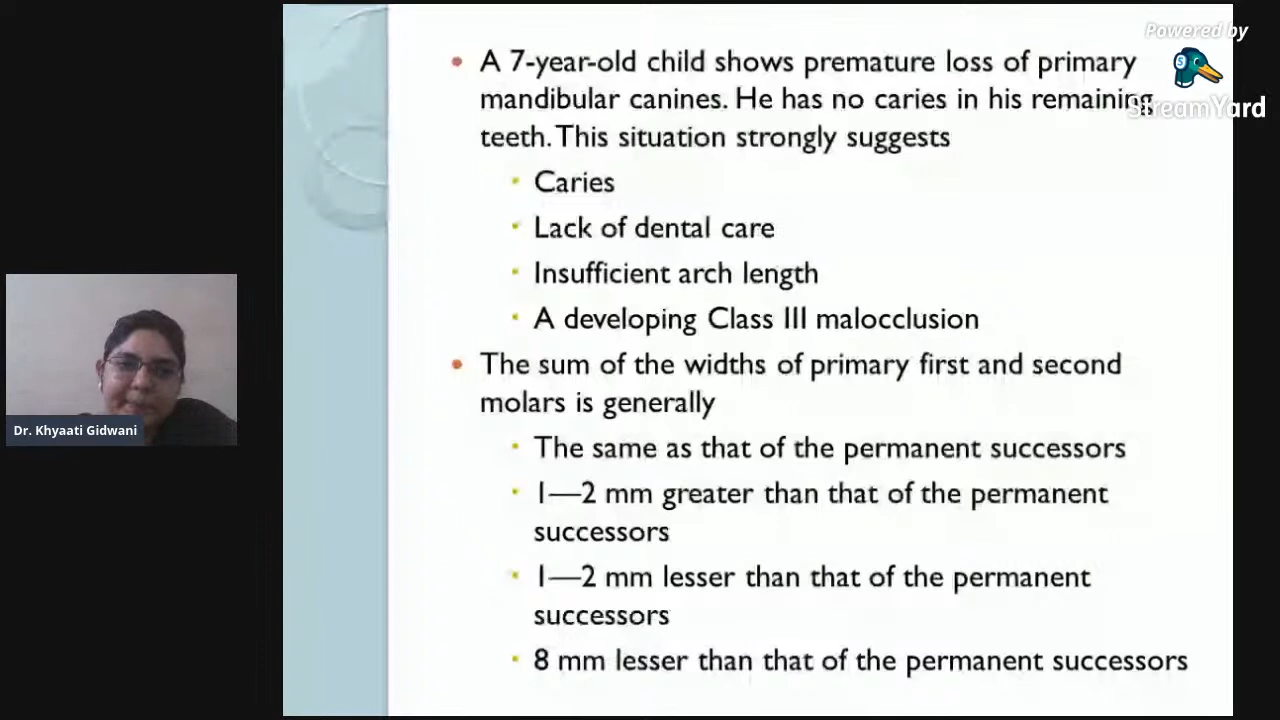 Powered by
StreamYard
• A 7-year-old child shows premature loss of primary
mandibular canines. He has no caries in his remaining
teeth. This situation strongly suggests
• Caries
• Lack of dental care
• Insufficient arch length
• A developing Class III malocclusion
• The sum of the widths of primary first and second
molars is generally
• The same as that of the permanent successors
• 1—2 mm greater than that of the permanent
successors
• 1—2 mm lesser than that of the permanent
successors
• 8 mm lesser than that of the permanent successors
Dr. Khyaati Gidwani